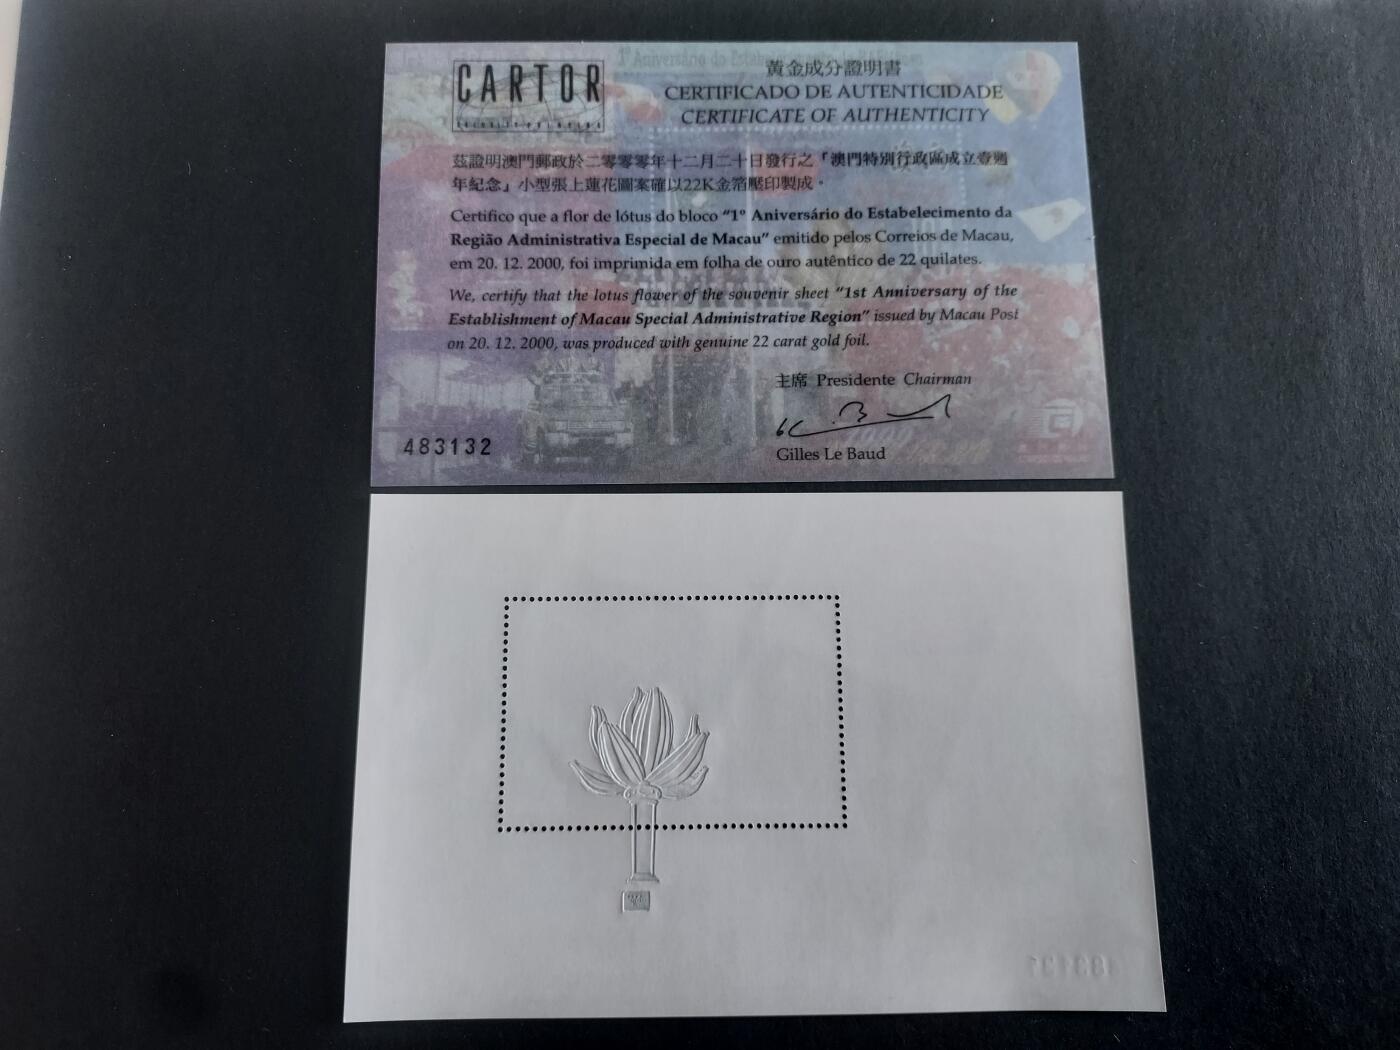 CARTOR
黃金成分證明書
CERTIFICADO DE AUTENTICIDADE
CERTIFICATE OF AUTHENTICITY
茲證明澳門郵政於二零零零年十二月二十日發行之「澳門特別行政區成立壹週
年紀念」小型張上蓮花圖案確以22K金箔壓印製成。
Certifico que a flor de lótus do bloco “1º Aniversário do Estabelecimento da
Região Administrativa Especial de Macau” emitido pelos Correios de Macau,
em 20. 12. 2000, foi imprimida em folha de ouro autêntico de 22 quilates.
We, certify that the lotus flower of the souvenir sheet “1st Anniversary of the
Establishment of Macau Special Administrative Region” issued by Macau Post
on 20. 12. 2000, was produced with genuine 22 carat gold foil.
主席 Presidente Chairman
Gilles Le Baud
483132